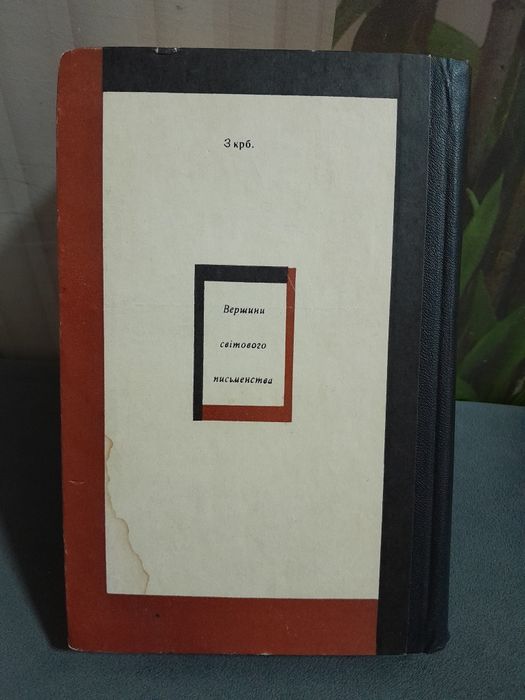 3 крб.
Вершини
світового
письменства